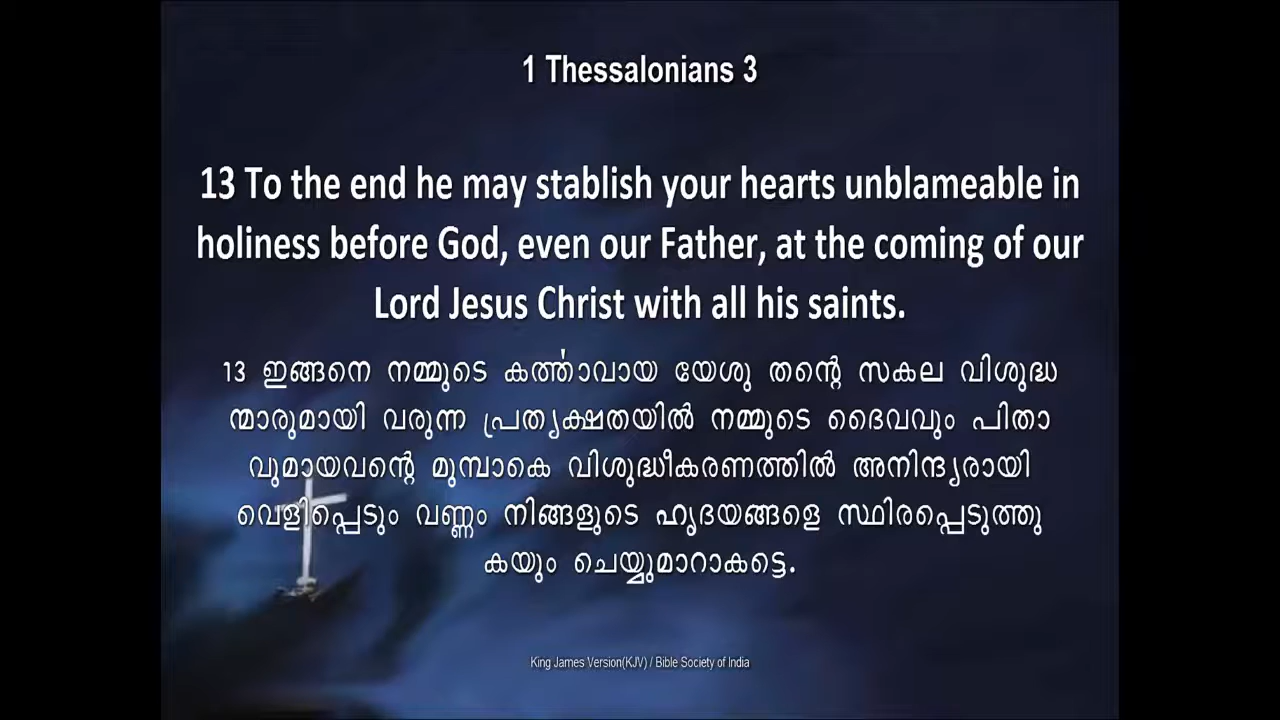 1 Thessalonians 3
13 To the end he may stablish your hearts unblameable in
holiness before God, even our Father, at the coming of our
Lord Jesus Christ with all his saints.
13 ഇങ്ങനെ നമ്മുടെ കൎത്താവായ യേശു തന്റെ സകല വിശുദ്ധ
ന്മാരുമായി വരുന്ന പ്രത്യക്ഷതയിൽ നമ്മുടെ ദൈവവും പിതാ
വുമായവന്റെ മുമ്പാകെ വിശുദ്ധീകരണത്തിൽ അനിന്ദ്യരായി
വെളിപ്പെടും വണ്ണം നിങ്ങളുടെ ഹൃദയങ്ങളെ സ്ഥിരപ്പെടുത്തു
കയും ചെയ്യുമാറാകട്ടെ.
King James Version(KJV) / Bible Society of India